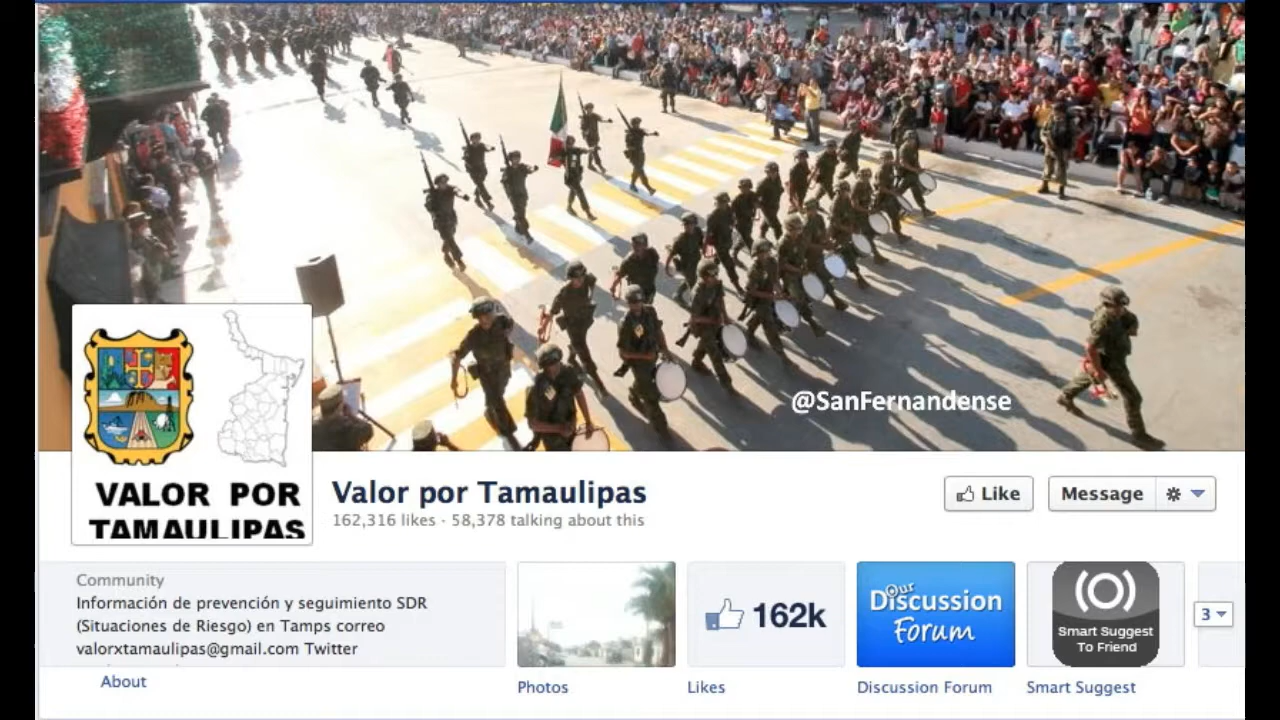 @SanFernandense
VALOR POR
TAMAULIPAS
Valor por Tamaulipas
162,316 likes · 58,378 talking about this
Like
Message
Community
Información de prevención y seguimiento SDR
(Situaciones de Riesgo) en Tamps correo
valorxtamaulipas@gmail.com Twitter
About
Photos
162k
Likes
Our
Discussion
Forum
Discussion Forum
Smart Suggest
To Friend
Smart Suggest
3